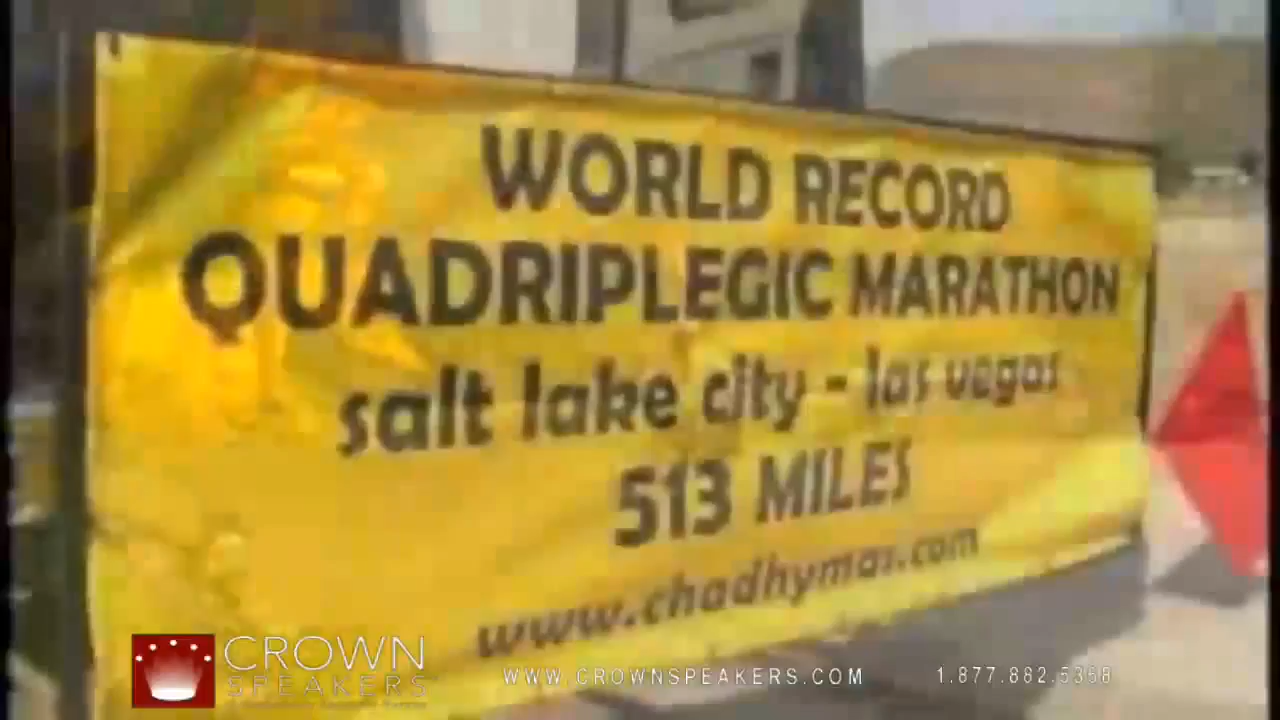 WORLD RECORD
QUADRIPLEGIC MARATHON
salt lake city - las vegas
513 MILES
www.chadhymas.com
CROWN
SPEAKERS
WWW.CROWNSPEAKERS.COM
1.877.882.5368